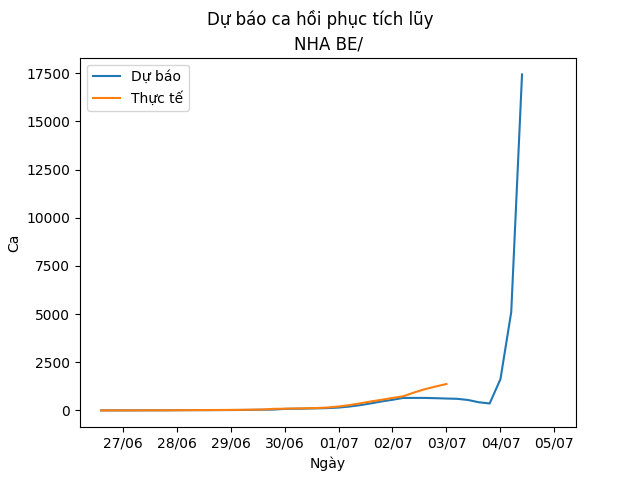 Dự báo ca hồi phục tích lũy
NHA BE/
Dự báo
Thực tế
17500
15000
12500
10000
7500
5000
2500
0
Ca
27/06 28/06 29/06 30/06 01/07 02/07 03/07 04/07 05/07
Ngày